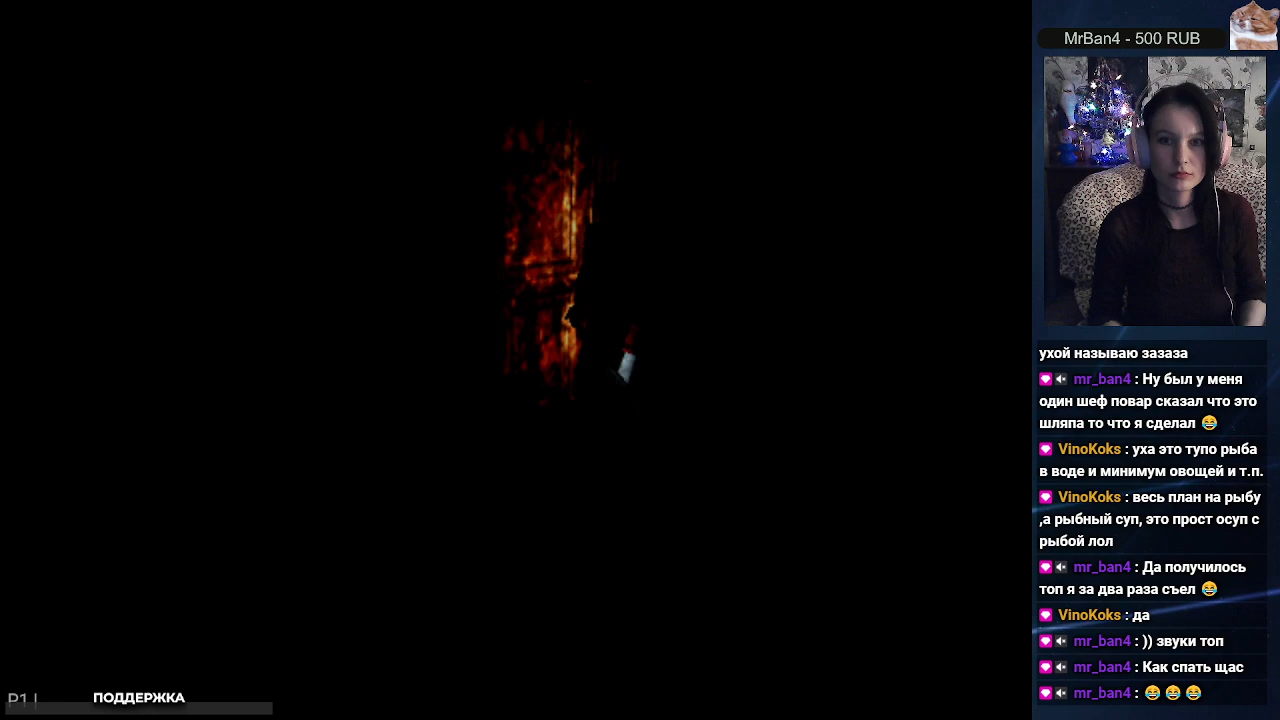 MrBan4 - 500 RUB
ухой называю зазаза
mr_ban4 : Ну был у меня
один шеф повар сказал что это
шляпа то что я сделал 😂
VinoKoks : уха это тупо рыба
в воде и минимум овощей и т.п.
VinoKoks : весь план на рыбу
,а рыбный суп, это прост осуп с
рыбой лол
mr_ban4 : Да получилось
топ я за два раза съел 😂
VinoKoks : да
mr_ban4 : )) звуки топ
mr_ban4 : Как спать щас
mr_ban4 : 😂 😂 😂
ПОДДЕРЖКА